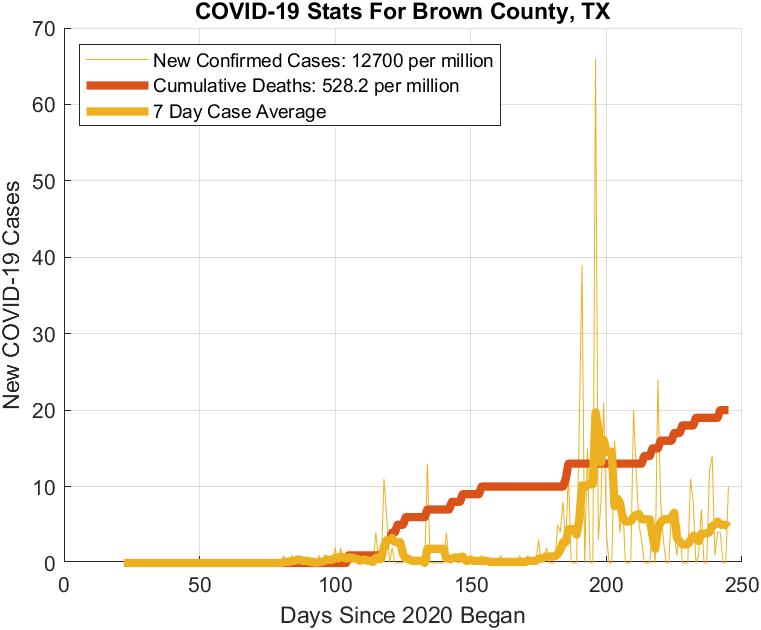 COVID-19 Stats For Brown County, TX
New Confirmed Cases: 12700 per million
Cumulative Deaths: 528.2 per million
7 Day Case Average
New COVID-19 Cases
70
60
50
40
30
20
10
0
0 50 100 150 200 250
Days Since 2020 Began